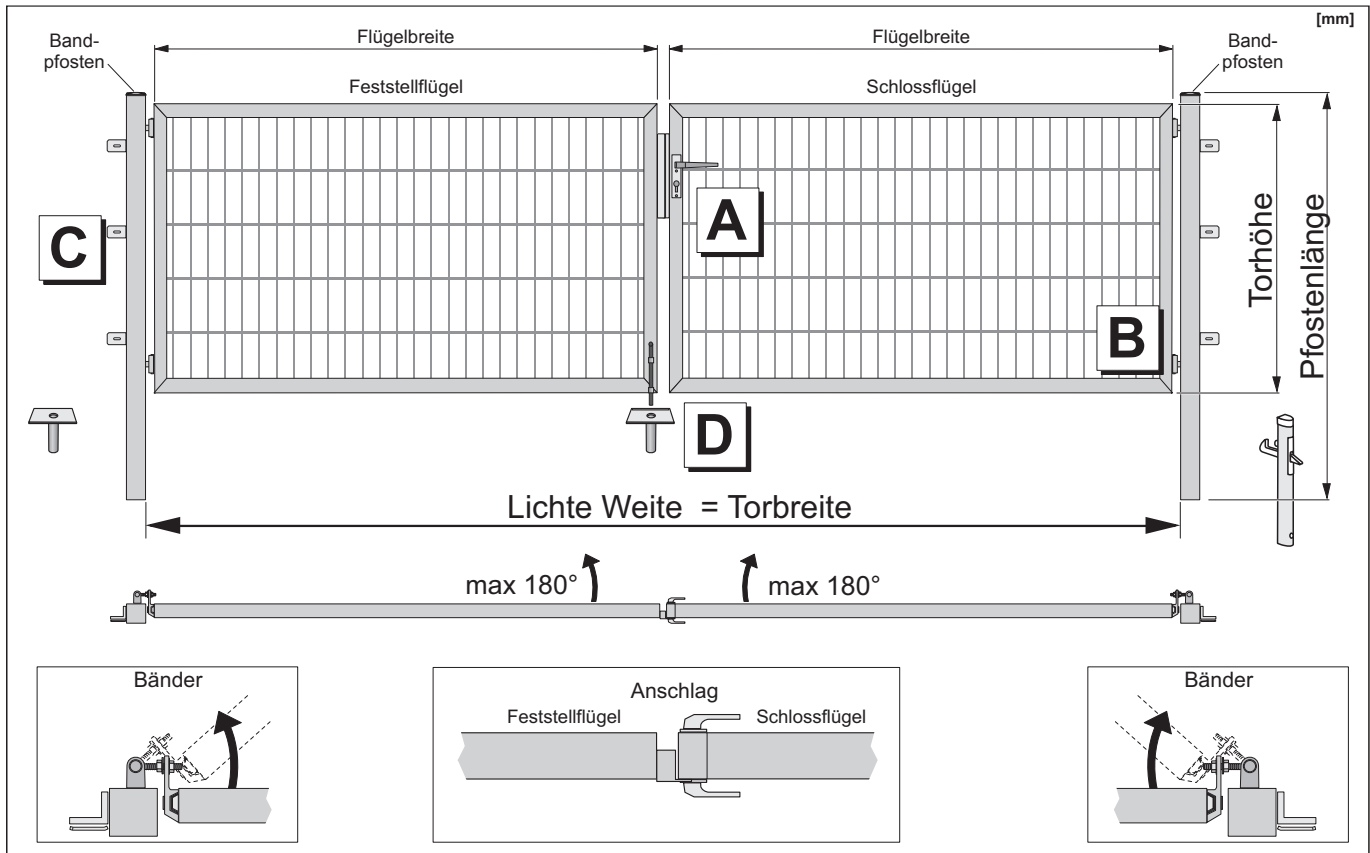 [mm]
Band-
pfosten
Flügelbreite
Flügelbreite
Band-
pfosten
Feststellflügel
Schlossflügel
A
B
C
D
Torhöhe
Pfostenlänge
Lichte Weite = Torbreite
max 180°
max 180°
Bänder
Anschlag
Feststellflügel
Schlossflügel
Bänder